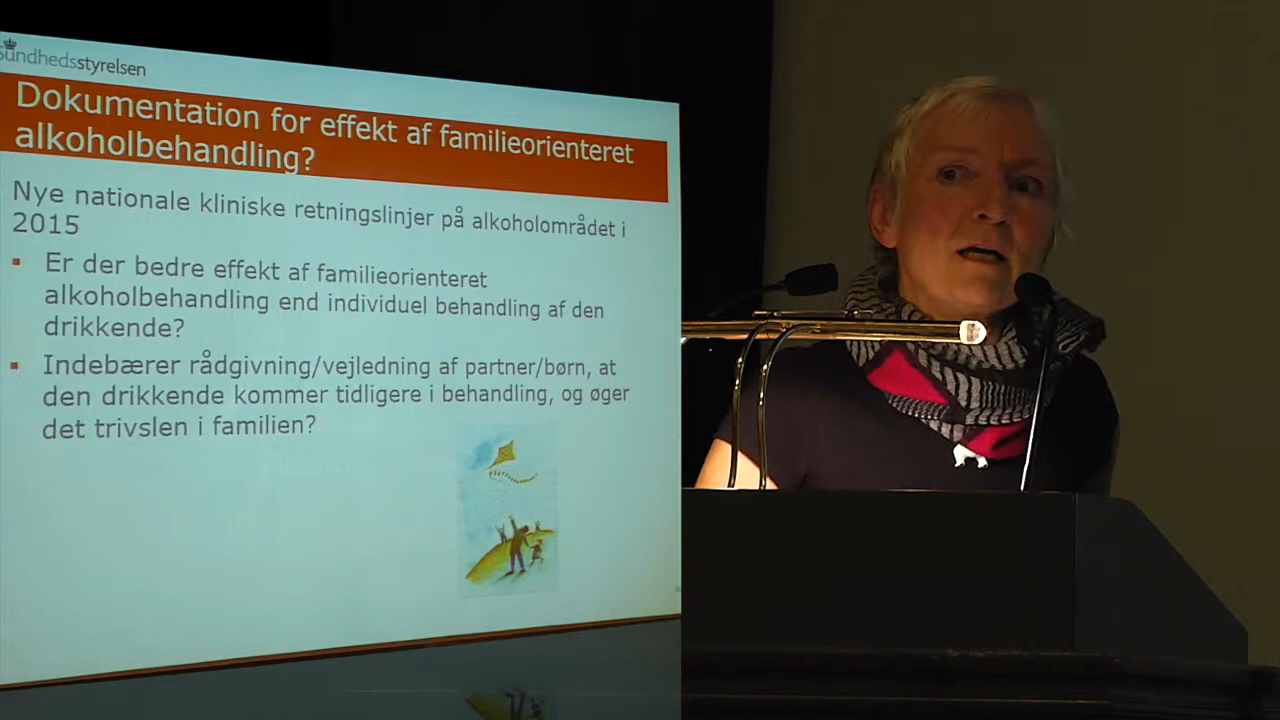 Sundhedsstyrelsen
Dokumentation for effekt af familieorienteret
alkoholbehandling?
Nye nationale kliniske retningslinjer på alkoholområdet i
2015
Er der bedre effekt af familieorienteret
alkoholbehandling end individuel behandling af den
drikkende?
Indebærer rådgivning/vejledning af partner/børn, at
den drikkende kommer tidligere i behandling, og øger
det trivslen i familien?